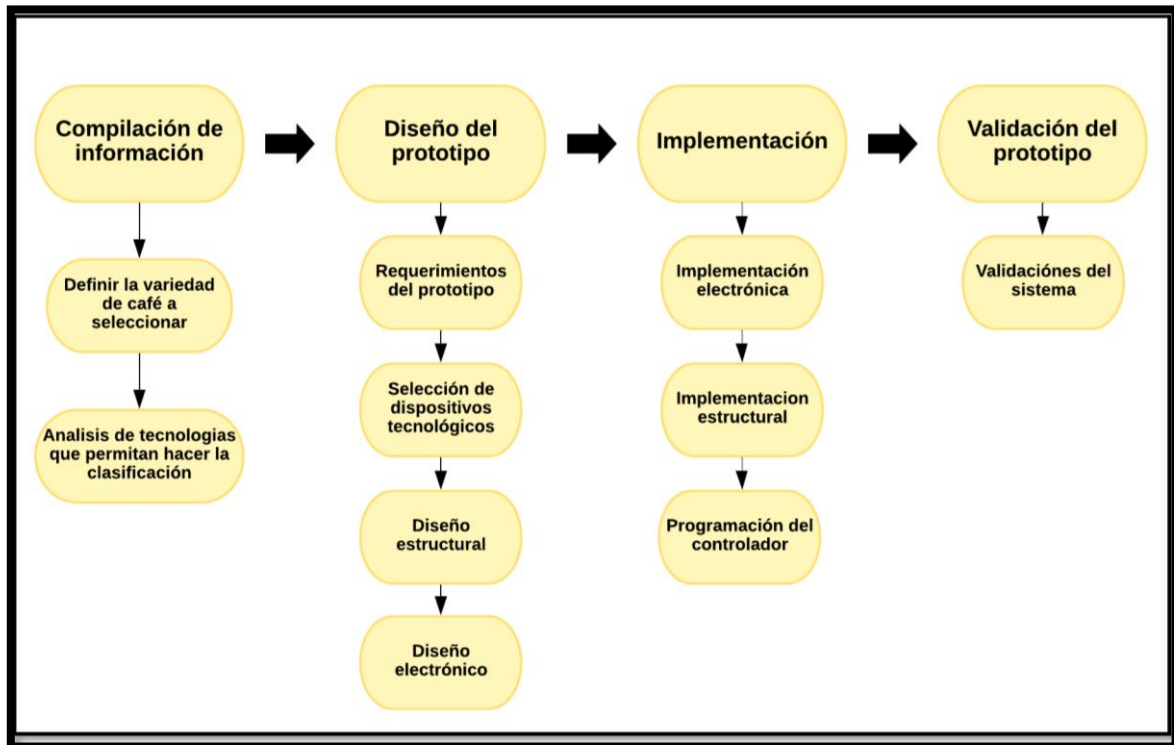 Compilación de
información
Diseño del
prototipo
Implementación
Validación del
prototipo
Definir la variedad
de café a
seleccionar
Analisis de tecnologias
que permitan hacer la
clasificación
Requerimientos
del prototipo
Selección de
dispositivos
tecnológicos
Diseño
estructural
Diseño
electrónico
Implementación
electrónica
Implementacion
estructural
Programación del
controlador
Validaciónes del
sistema